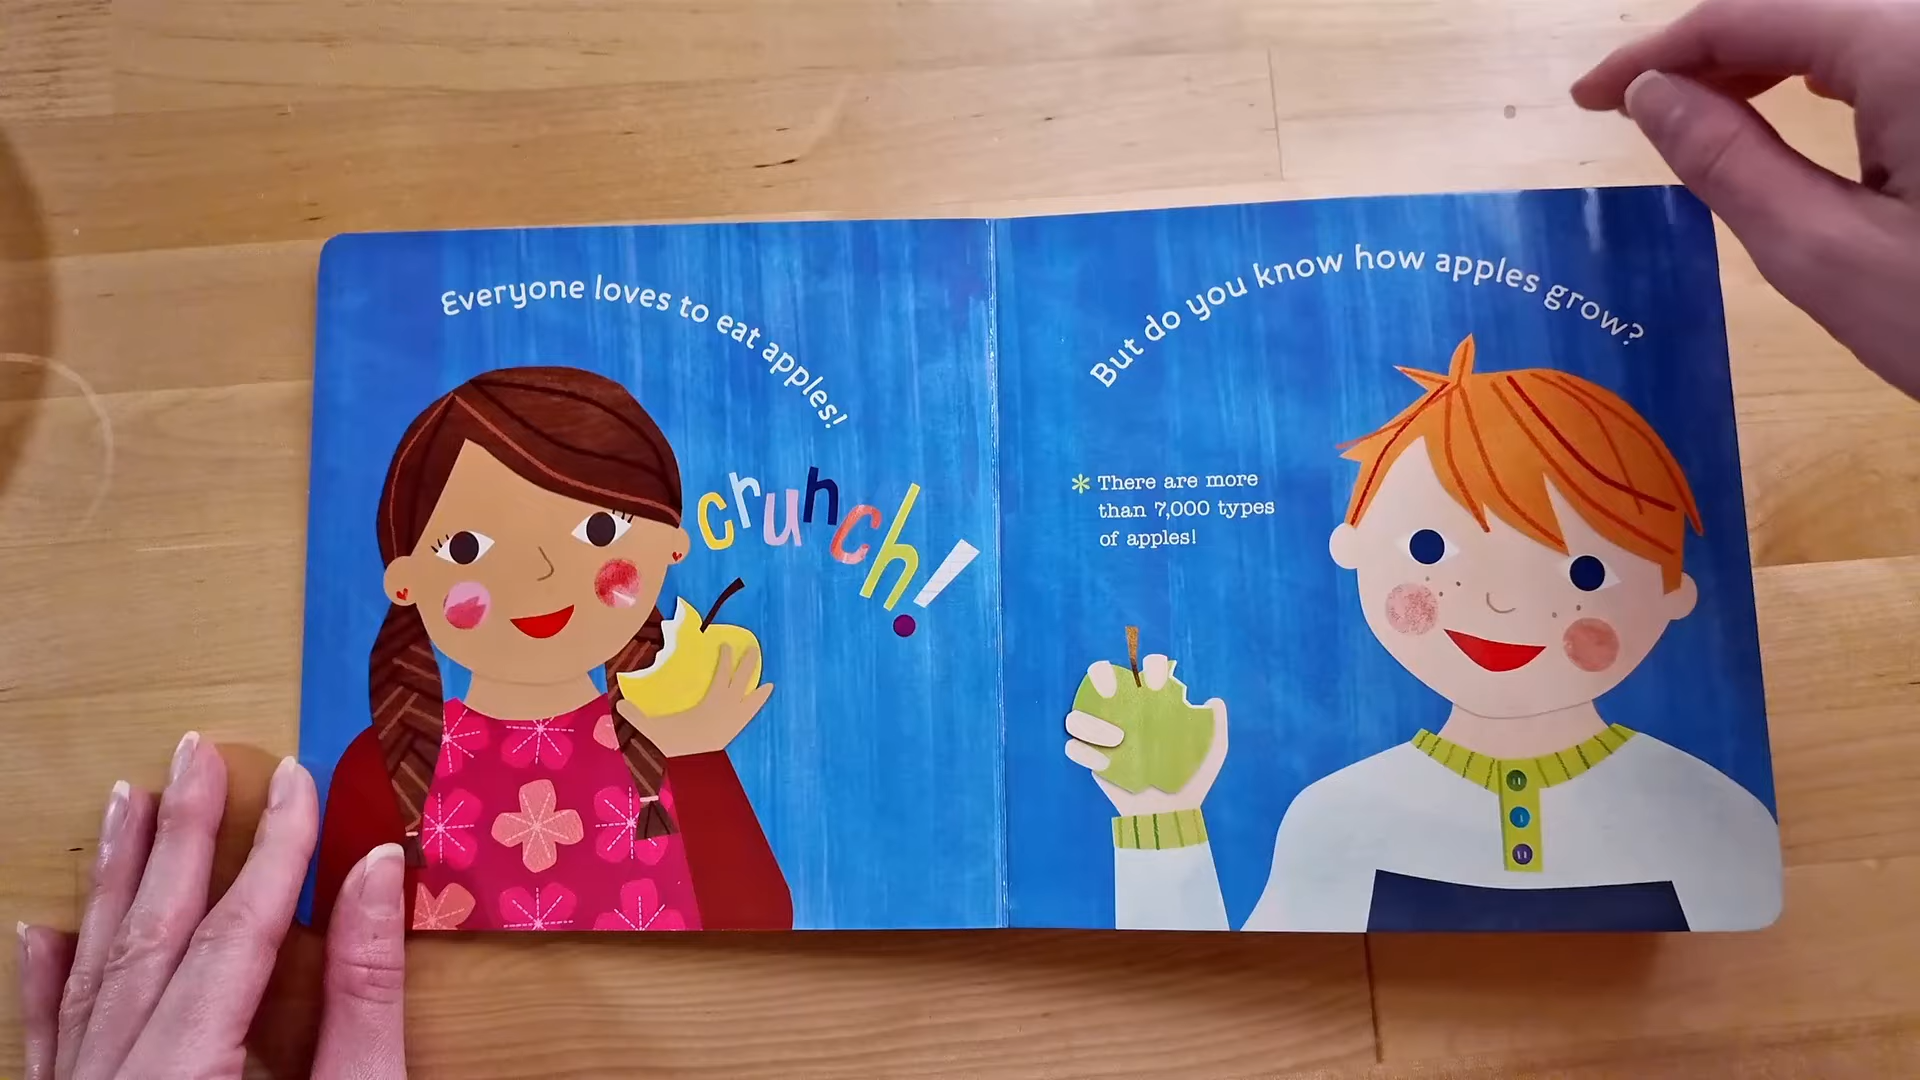 Everyone loves to eat apples!
crunch!
But do you know how apples grow?
* There are more
than 7,000 types
of apples!